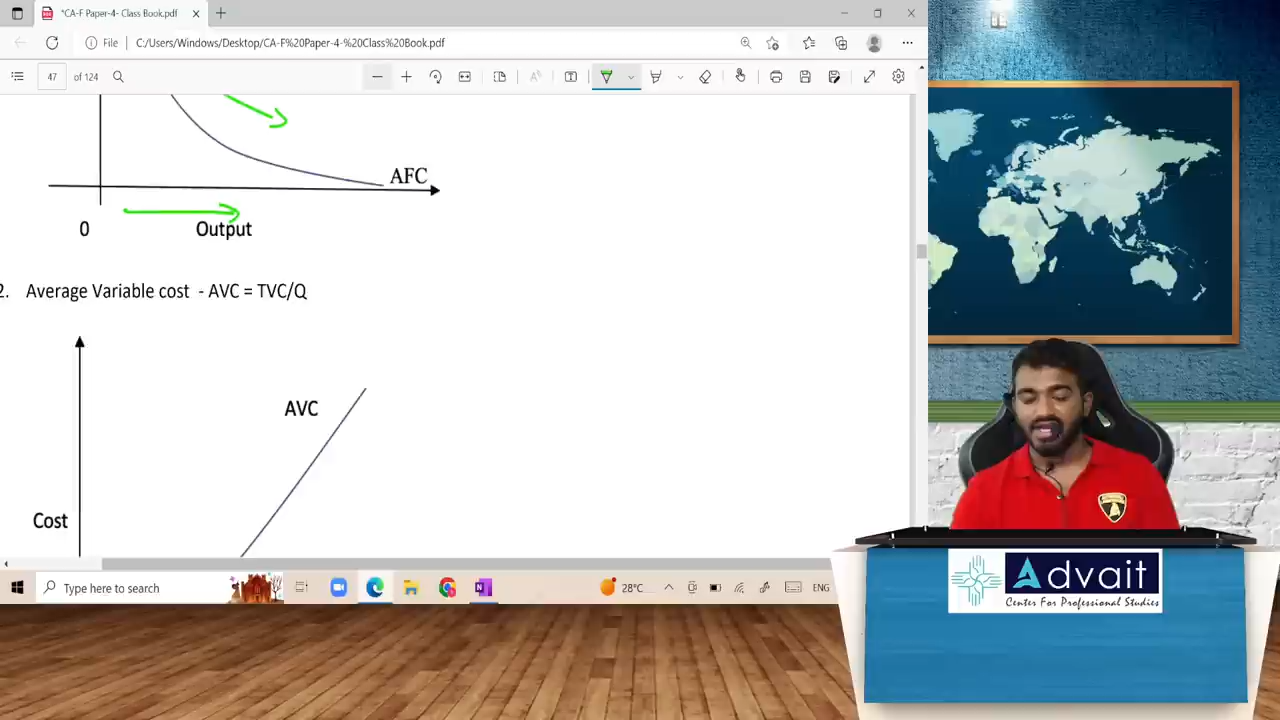 *CA-F Paper-4- Class Book.pdf
File
C:/Users/Windows/Desktop/CA-F%20Paper-4-%20Class%20Book.pdf
47 of 124
AFC
0
Output
2. Average Variable cost - AVC = TVC/Q
AVC
Cost
Type here to search
28°C
ENG
Advait
Center For Professional Studies